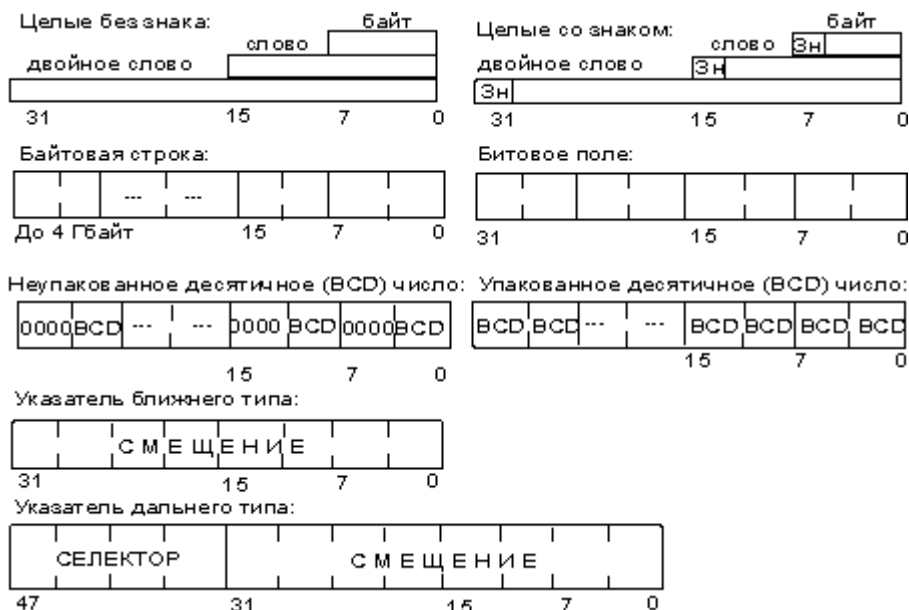 Целые без знака:
байт
слово
двойное слово
31 15 7 0
Целые со знаком:
байт
слово Зн
двойное слово Зн
Зн
31 15 7 0
Байтовая строка:
--- ---
До 4 Гбайт 15 7 0
Битовое поле:
31 15 7 0
Неупакованное десятичное (BCD) число:
0000 BCD --- --- 0000 BCD 0000 BCD
15 7 0
Упакованное десятичное (BCD) число:
BCD BCD --- --- BCD BCD BCD BCD
15 7 0
Указатель ближнего типа:
СМЕЩЕНИЕ
31 15 7 0
Указатель дальнего типа:
СЕЛЕКТОР СМЕЩЕНИЕ
47 31 15 7 0